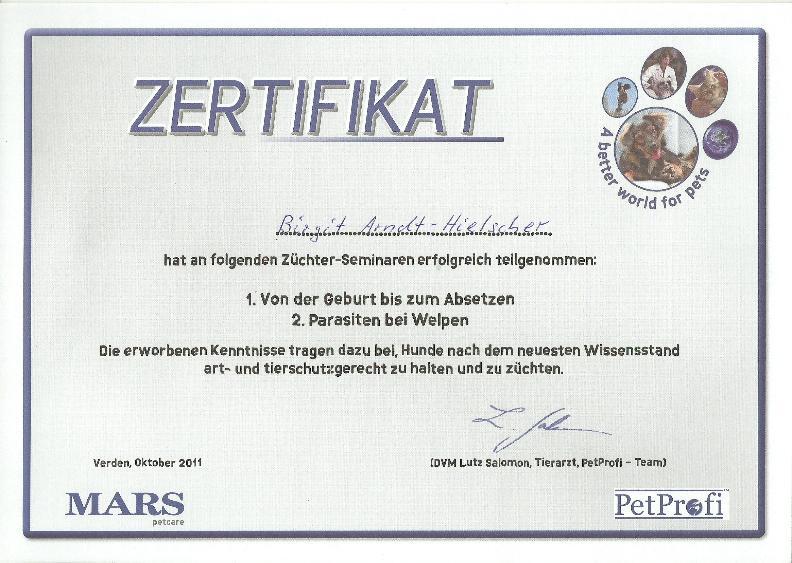 ZERTIFIKAT
A better world for pets
Birgit Arndt-Hielscher
hat an folgenden Züchter-Seminaren erfolgreich teilgenommen:
1. Von der Geburt bis zum Absetzen
2. Parasiten bei Welpen
Die erworbenen Kenntnisse tragen dazu bei, Hunde nach dem neuesten Wissensstand
art- und tierschutzgerecht zu halten und zu züchten.
Verden, Oktober 2011
(DVM Lutz Salomon, Tierarzt, PetProfi - Team)
MARS
petcare
PetProfi